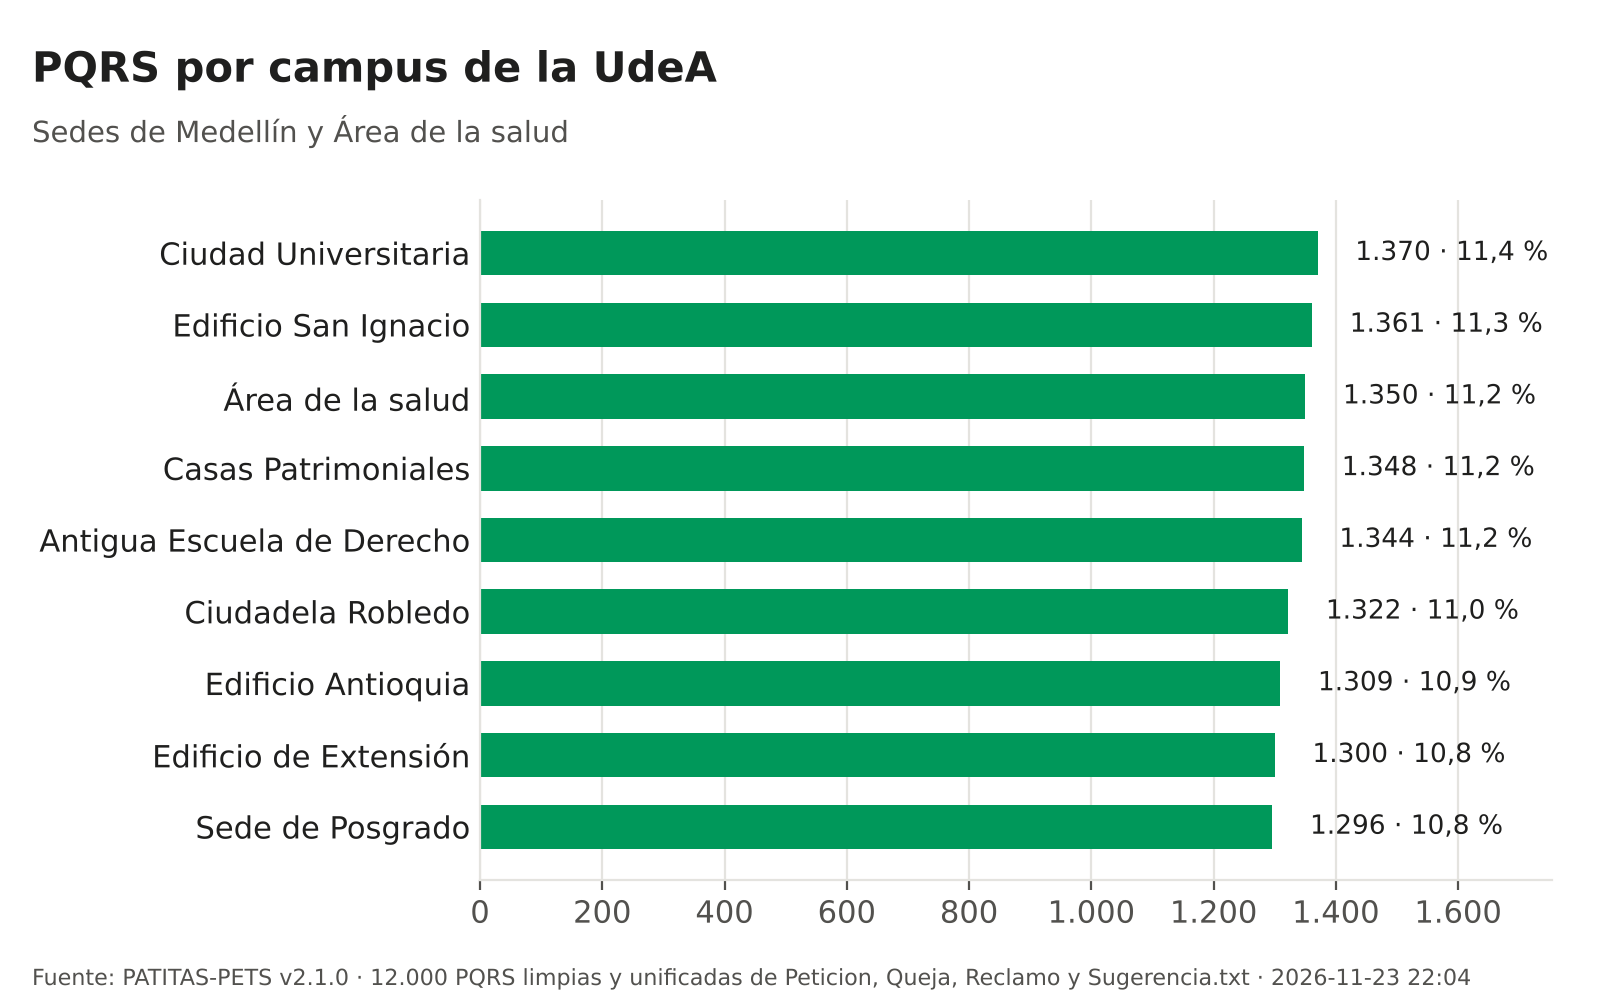 PQRS por campus de la UdeA
Sedes de Medellín y Área de la salud
Ciudad Universitaria 1.370 · 11,4 %
Edificio San Ignacio 1.361 · 11,3 %
Área de la salud 1.350 · 11,2 %
Casas Patrimoniales 1.348 · 11,2 %
Antigua Escuela de Derecho 1.344 · 11,2 %
Ciudadela Robledo 1.322 · 11,0 %
Edificio Antioquia 1.309 · 10,9 %
Edificio de Extensión 1.300 · 10,8 %
Sede de Posgrado 1.296 · 10,8 %
0 200 400 600 800 1.000 1.200 1.400 1.600
Fuente: PATITAS-PETS v2.1.0 · 12.000 PQRS limpias y unificadas de Peticion, Queja, Reclamo y Sugerencia.txt · 2026-11-23 22:04